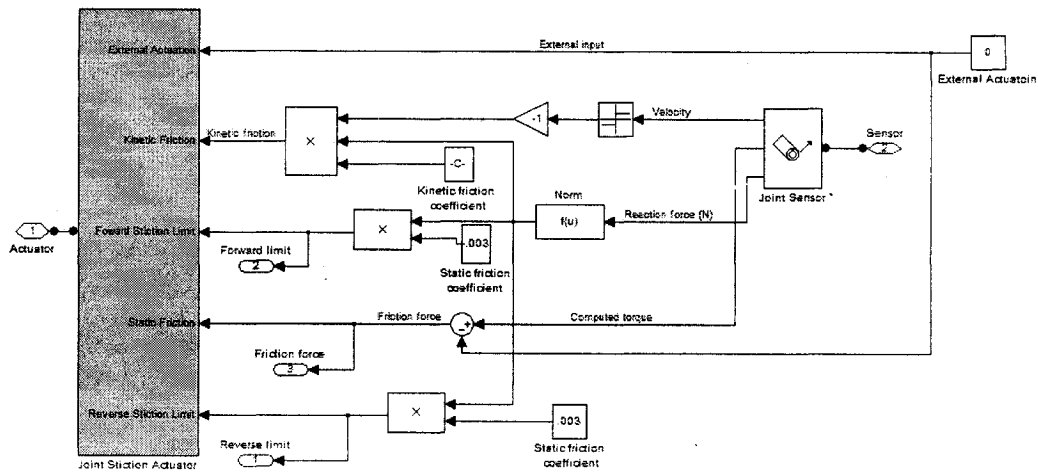 External Actuation
External input
0
External Actuatoin
Kinetic Friction
Kinetic friction
×
-1
Velocity
Sensor
2
-C-
Kinetic friction
coefficient
Norm
f(u)
Reaction force (N)
Joint Sensor
1
Actuator
Foward Stiction Limit
×
.003
Forward limit
2
Static friction
coefficient
Static Friction
Friction force
-+
Computed torque
Friction force
3
Reverse Stiction Limit
×
.003
Static friction
coefficient
Reverse limit
1
Joint Stiction Actuator